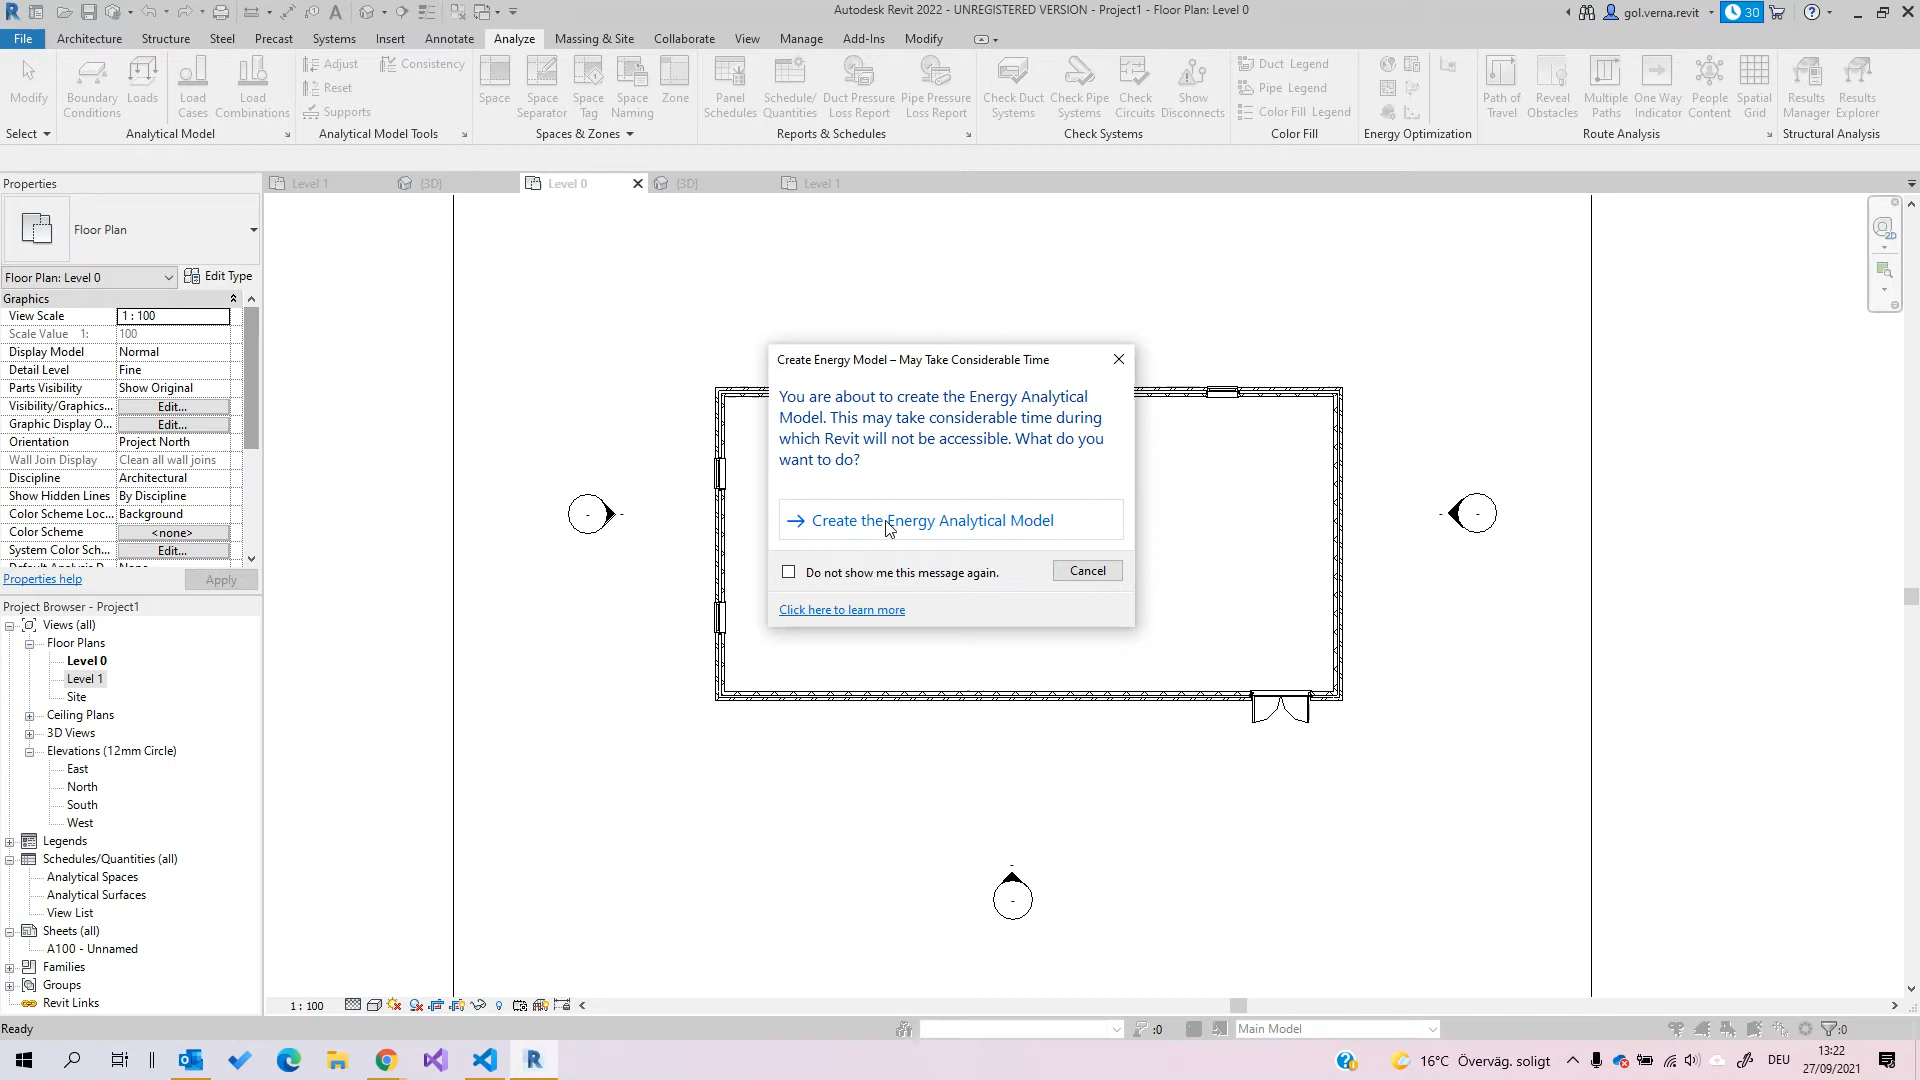 Autodesk Revit 2022 - UNREGISTERED VERSION - Project1 - Floor Plan: Level 0
gol.verna.revit
30
File
Architecture
Structure
Steel
Precast
Systems
Insert
Annotate
Analyze
Massing & Site
Collaborate
View
Manage
Add-Ins
Modify
Modify
Boundary Conditions
Loads
Load Cases
Load Combinations
Adjust
Reset
Supports
Consistency
Space
Space Separator
Space Tag
Space Naming
Zone
Panel Schedules
Schedule/ Quantities
Duct Pressure Loss Report
Pipe Pressure Loss Report
Check Duct Systems
Check Pipe Systems
Check Circuits
Show Disconnects
Duct Legend
Pipe Legend
Color Fill Legend
Path of Travel
Reveal Obstacles
Multiple Paths
One Way Indicator
People Content
Spatial Grid
Results Manager
Results Explorer
Select
Analytical Model
Analytical Model Tools
Spaces & Zones
Reports & Schedules
Check Systems
Color Fill
Energy Optimization
Route Analysis
Structural Analysis
Properties
Level 1
{3D}
Level 0
{3D}
Level 1
Floor Plan
2D
Floor Plan: Level 0
Edit Type
Graphics
View Scale 1 : 100
Scale Value 1: 100
Display Model Normal
Detail Level Fine
Parts Visibility Show Original
Visibility/Graphics... Edit...
Graphic Display O... Edit...
Orientation Project North
Wall Join Display Clean all wall joins
Discipline Architectural
Show Hidden Lines By Discipline
Color Scheme Loc... Background
Color Scheme <none>
System Color Sch... Edit...
Properties help
Apply
Create Energy Model – May Take Considerable Time
You are about to create the Energy Analytical
Model. This may take considerable time during
which Revit will not be accessible. What do you
want to do?
Create the Energy Analytical Model
Do not show me this message again.
Cancel
Click here to learn more
Project Browser - Project1
Views (all)
Floor Plans
Level 0
Level 1
Site
Ceiling Plans
3D Views
Elevations (12mm Circle)
East
North
South
West
Legends
Schedules/Quantities (all)
Analytical Spaces
Analytical Surfaces
View List
Sheets (all)
A100 - Unnamed
Families
Groups
Revit Links
1 : 100
Ready
:0
Main Model
:0
16°C Överväg. soligt
DEU
13:22
27/09/2021